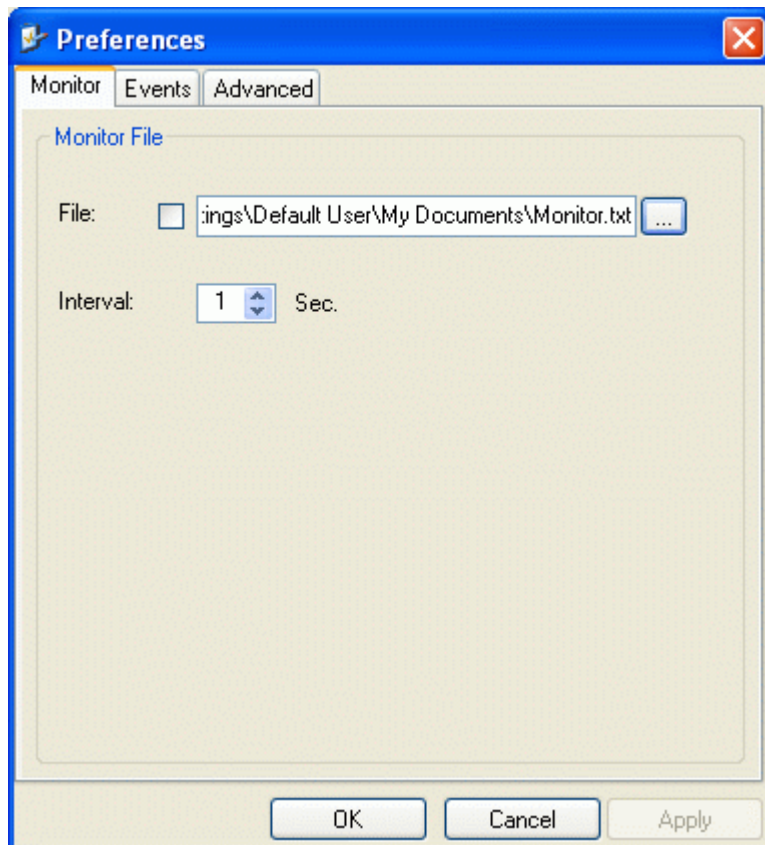 Preferences
Monitor Events Advanced
Monitor File
File: :ings\Default User\My Documents\Monitor.txt ...
Interval: 1 Sec.
OK Cancel Apply